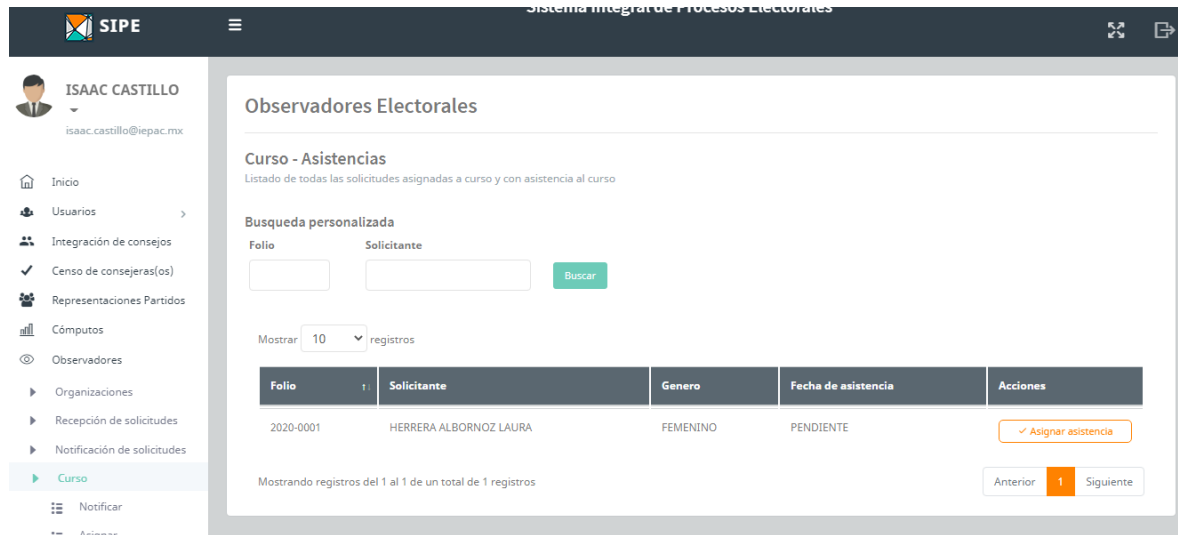 Sistema Integral de Procesos Electorales
SIPE
ISAAC CASTILLO
isaac.castillo@iepac.mx
Inicio
Usuarios
Integración de consejos
Censo de consejeras(os)
Representaciones Partidos
Cómputos
Observadores
Organizaciones
Recepción de solicitudes
Notificación de solicitudes
Curso
Notificar
Asignar
Observadores Electorales
Curso - Asistencias
Listado de todas las solicitudes asignadas a curso y con asistencia al curso
Busqueda personalizada
Folio Solicitante
Buscar
Mostrar 10 registros
Folio Solicitante Genero Fecha de asistencia Acciones
2020-0001 HERRERA ALBORNOZ LAURA FEMENINO PENDIENTE Asignar asistencia
Mostrando registros del 1 al 1 de un total de 1 registros
Anterior 1 Siguiente